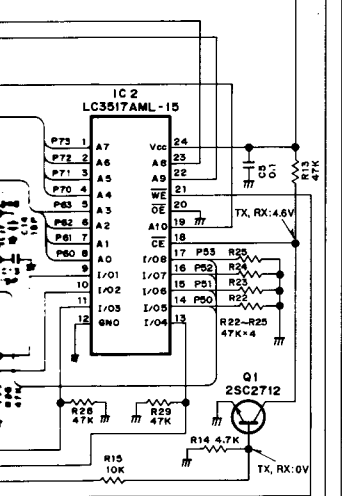 IC2
LC3517AML-15
P73 1 A7 Vcc 24
P72 2 A6 A8 23
P71 3 A5 A9 22
P70 4 A4 WE 21
P63 5 A3 OE 20
P62 6 A2 A10 19
P61 7 A1 CE 18
P60 8 A0 I/O8 17 P53 R25
9 I/O1 I/O7 16 P52 R24
10 I/O2 I/O6 15 P51 R23
11 I/O3 I/O5 14 P50 R22
12 GND I/O4 13
C5 0.1
R13 47K
TX, RX:4.6V
R22~R25
47K×4
Q1
2SC2712
R28
47K
R29
47K
R14 4.7K
R15
10K
TX, RX:0V